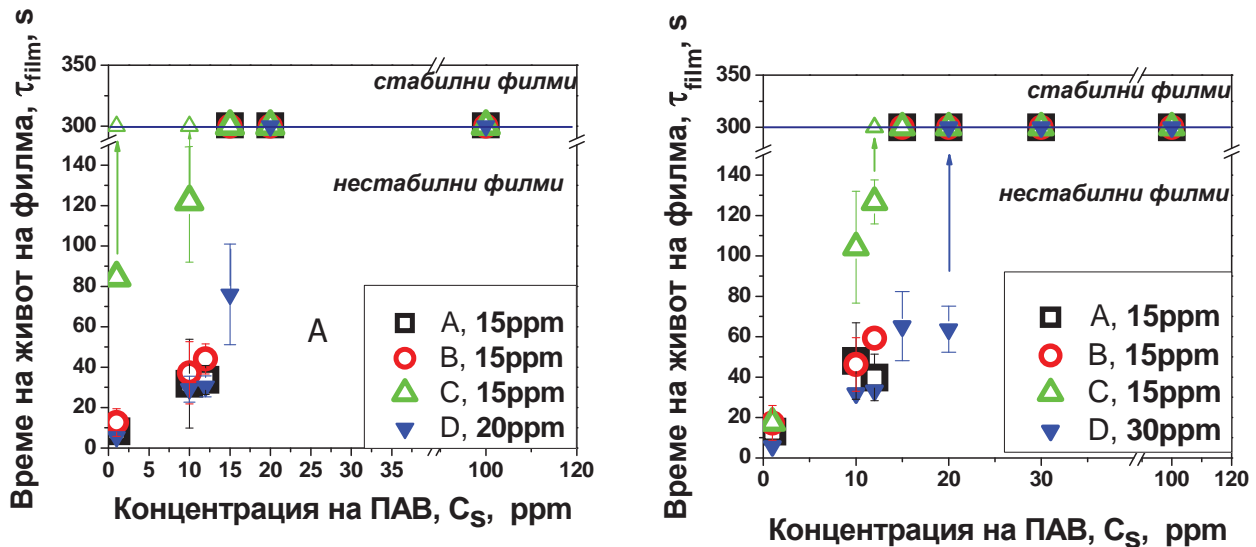 Време на живот на филма, τfilm, s
350
300
140
120
100
80
60
40
20
0
стабилни филми
нестабилни филми
A
A, 15ppm
B, 15ppm
C, 15ppm
D, 20ppm
0 5 10 15 20 25 30 35 100 120
Концентрация на ПАВ, CS, ppm
Време на живот на филма, τfilm, s
350
300
140
120
100
80
60
40
20
0
стабилни филми
нестабилни филми
A, 15ppm
B, 15ppm
C, 15ppm
D, 30ppm
0 10 20 30 100 120
Концентрация на ПАВ, CS, ppm